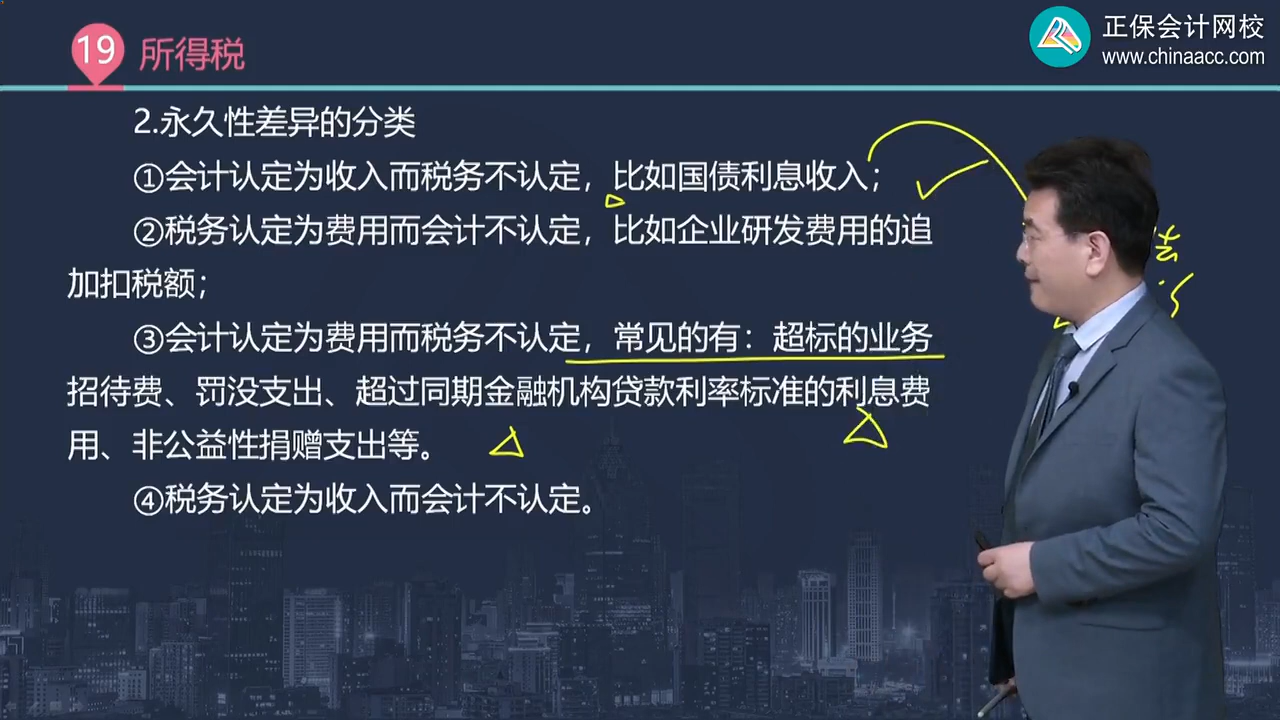 19 所得税
正保会计网校
www.chinaacc.com
2.永久性差异的分类
①会计认定为收入而税务不认定，比如国债利息收入；
②税务认定为费用而会计不认定，比如企业研发费用的追
加扣税额；
③会计认定为费用而税务不认定，常见的有：超标的业务
招待费、罚没支出、超过同期金融机构贷款利率标准的利息费
用、非公益性捐赠支出等。
④税务认定为收入而会计不认定。